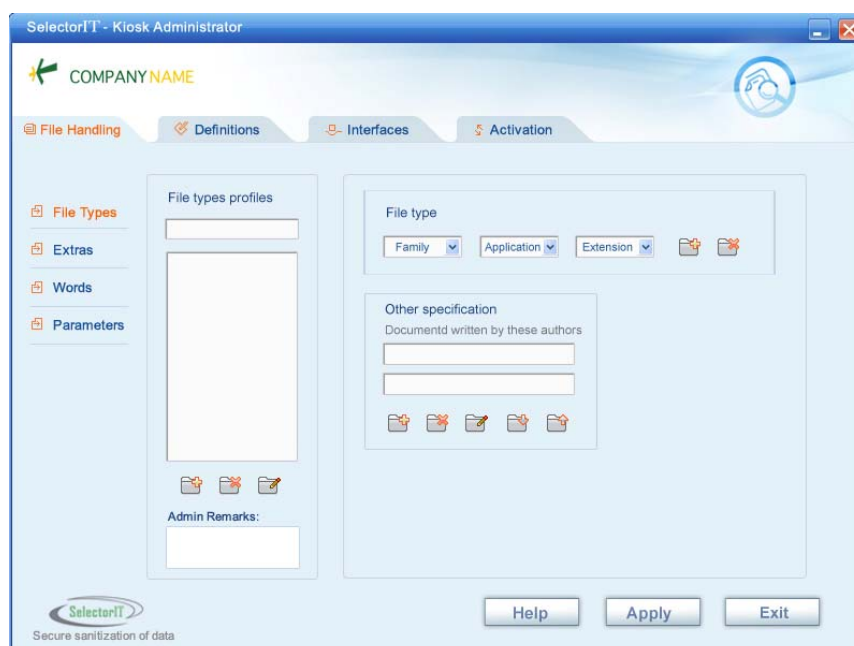 SelectorIT - Kiosk Administrator
COMPANYNAME
File Handling
Definitions
Interfaces
Activation
File Types
Extras
Words
Parameters
File types profiles
Admin Remarks:
File type
Family
Application
Extension
Other specification
Documentd written by these authors
SelectorIT
Secure sanitization of data
Help
Apply
Exit